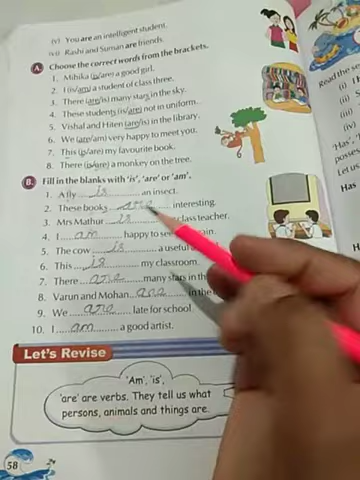 (v) You are an intelligent student.
(vi) Rashi and Suman are friends.
A Choose the correct words from the brackets.
1. Mihika (is/are) a good girl.
2. I (is/am) a student of class three.
3. There (are/is) many stars in the sky.
4. These students (is/are) not in uniform.
5. Vishal and Hiten (are/is) in the library.
6. We (are/am) very happy to meet you.
7. This (is/are) my favourite book.
8. There (is/are) a monkey on the tree.
B. Fill in the blanks with 'is', 'are' or 'am'.
1. A fly is an insect.
2. These books are interesting.
3. Mrs Mathur is class teacher.
4. I am happy to see
5. The cow is a useful
6. This is my classroom.
7. There are many stars in the
8. Varun and Mohan are in the
9. We are late for school
10. I am a good artist.
Let's Revise
'Am', 'is',
'are' are verbs. They tell us what
persons, animals and things are.
58
Read the se
(i)
(ii)
(iii)
(iv)
'Has'
poss
(i)
(ii)
Has